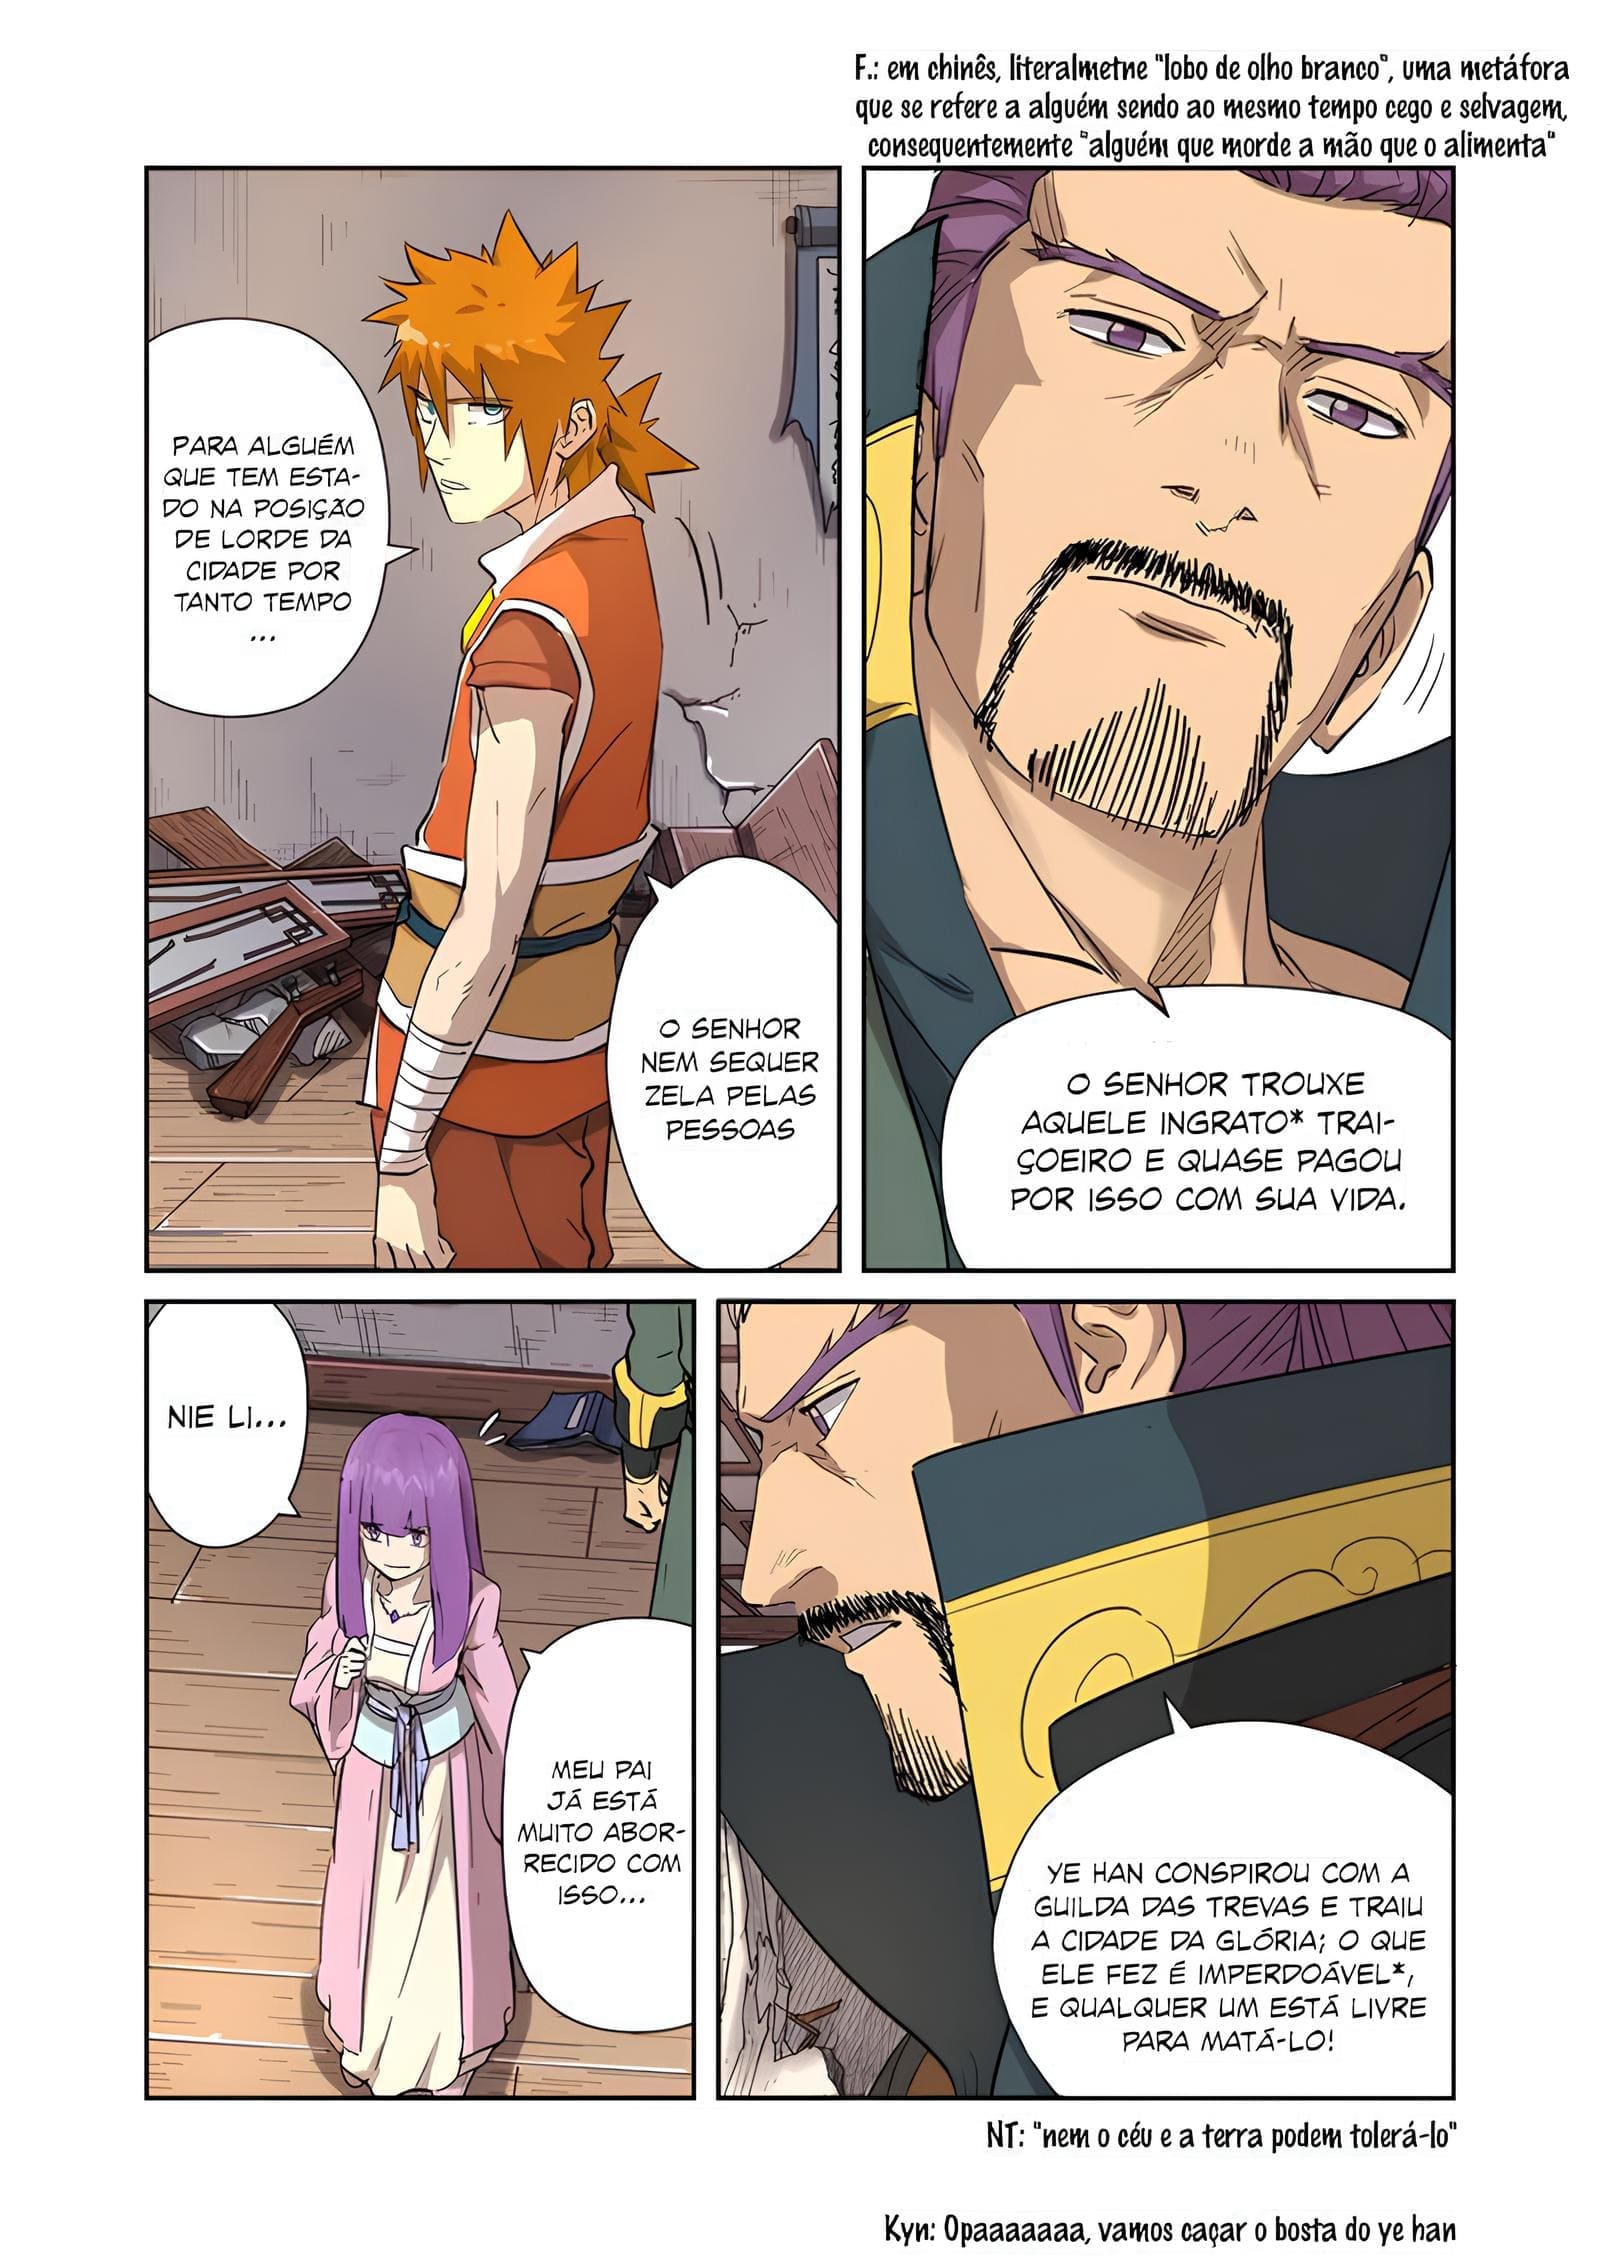 F.: em chinês, literalmetne "lobo de olho branco", uma metáfora
que se refere a alguém sendo ao mesmo tempo cego e selvagem,
consequentemente "alguém que morde a mão que o alimenta"
PARA ALGUÉM
QUE TEM ESTA-
DO NA POSIÇÃO
DE LORDE DA
CIDADE POR
TANTO TEMPO
...
O SENHOR
NEM SEQUER
ZELA PELAS
PESSOAS
O SENHOR TROUXE
AQUELE INGRATO* TRAI-
ÇOEIRO E QUASE PAGOU
POR ISSO COM SUA VIDA.
NIE LI...
MEU PAI
JÁ ESTÁ
MUITO ABOR-
RECIDO COM
ISSO...
YE HAN CONSPIROU COM A
GUILDA DAS TREVAS E TRAIU
A CIDADE DA GLÓRIA; O QUE
ELE FEZ É IMPERDOÁVEL*,
E QUALQUER UM ESTÁ LIVRE
PARA MATÁ-LO!
NT: "nem o céu e a terra podem tolerá-lo"
Kyn: Opaaaaaaa, vamos caçar o bosta do ye han